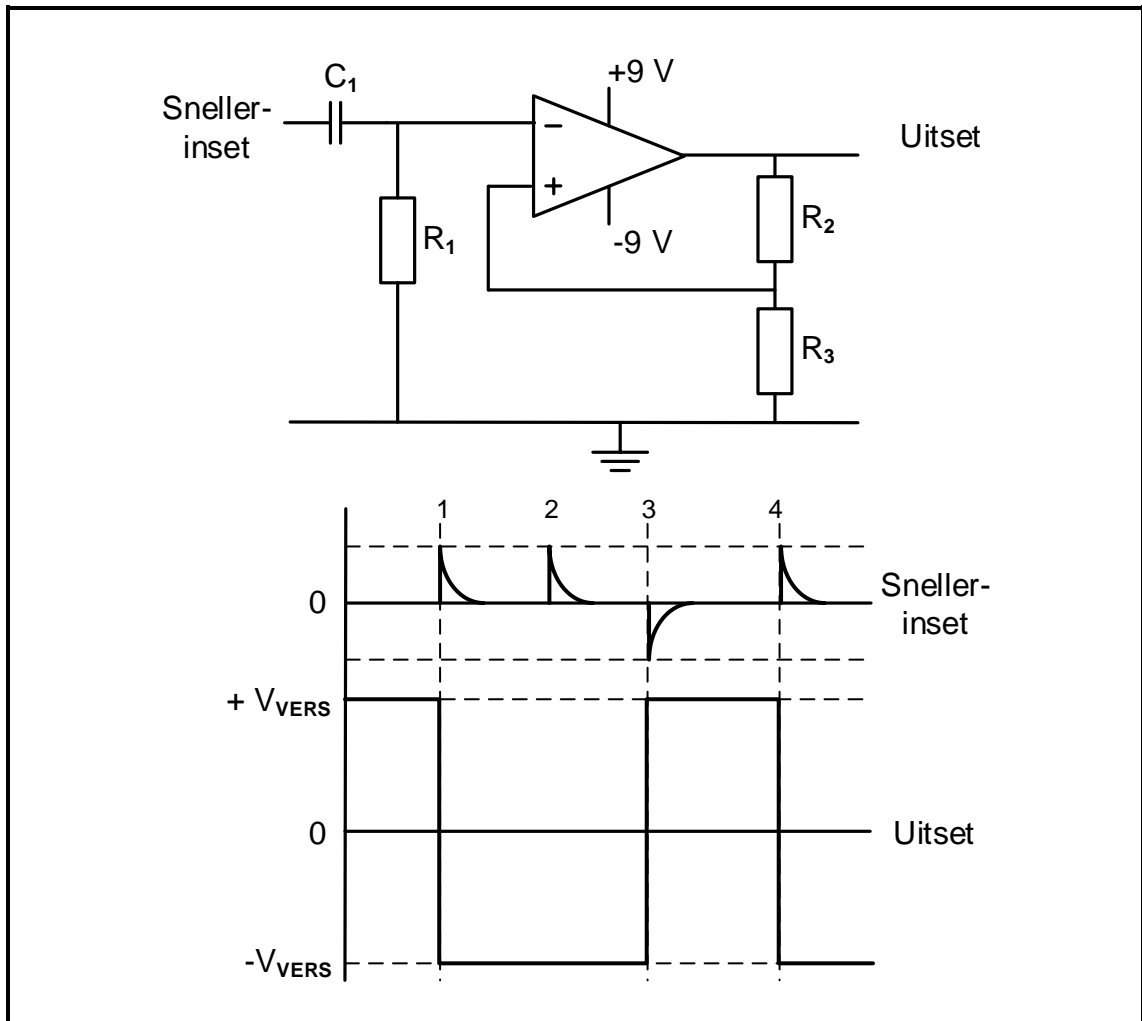 C1
+9 V
Sneller-
inset
−
Uitset
+
R2
R1
-9 V
R3
1 2 3 4
0
Sneller-
inset
+ VVERS
0
Uitset
-VVERS